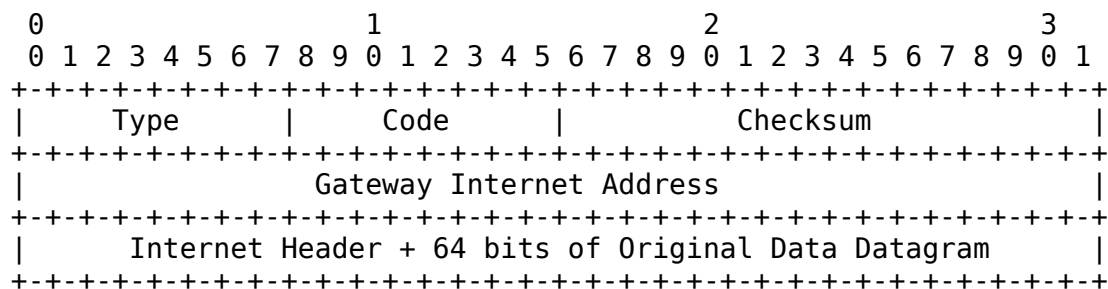 0                   1                   2                   3
 0 1 2 3 4 5 6 7 8 9 0 1 2 3 4 5 6 7 8 9 0 1 2 3 4 5 6 7 8 9 0 1
+-+-+-+-+-+-+-+-+-+-+-+-+-+-+-+-+-+-+-+-+-+-+-+-+-+-+-+-+-+-+-+-+
|     Type      |     Code      |          Checksum             |
+-+-+-+-+-+-+-+-+-+-+-+-+-+-+-+-+-+-+-+-+-+-+-+-+-+-+-+-+-+-+-+-+
|                 Gateway Internet Address                      |
+-+-+-+-+-+-+-+-+-+-+-+-+-+-+-+-+-+-+-+-+-+-+-+-+-+-+-+-+-+-+-+-+
|      Internet Header + 64 bits of Original Data Datagram      |
+-+-+-+-+-+-+-+-+-+-+-+-+-+-+-+-+-+-+-+-+-+-+-+-+-+-+-+-+-+-+-+-+